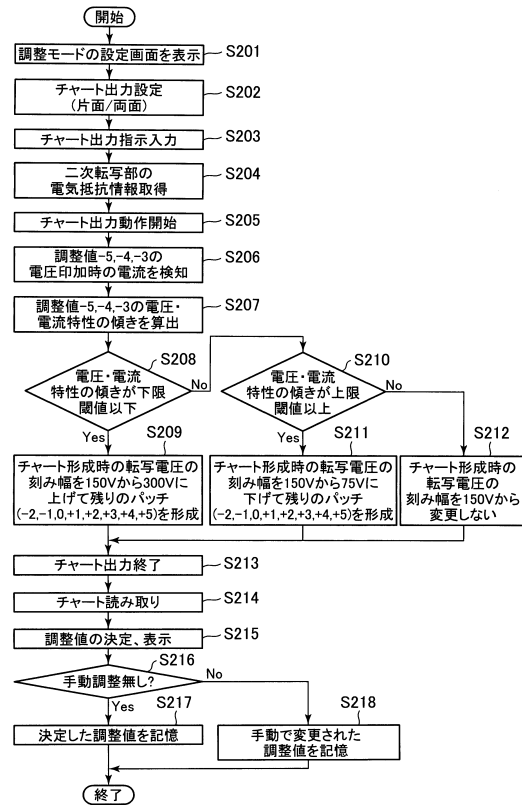 開始
調整モードの設定画面を表示
S201
チャート出力設定
(片面/両面)
S202
チャート出力指示入力
S203
二次転写部の
電気抵抗情報取得
S204
チャート出力動作開始
S205
調整値-5,-4,-3の
電圧印加時の電流を検知
S206
調整値-5,-4,-3の電圧・
電流特性の傾きを算出
S207
電圧・電流
特性の傾きが下限
閾値以下
S208
No
Yes
電圧・電流
特性の傾きが上限
閾値以上
S210
No
Yes
S209
チャート形成時の転写電圧の
刻み幅を150Vから300Vに
上げて残りのパッチ
(-2,-1,0,+1,+2,+3,+4,+5)を形成
S211
チャート形成時の転写電圧の
刻み幅を150Vから75Vに
下げて残りのパッチ
(-2,-1,0,+1,+2,+3,+4,+5)を形成
S212
チャート形成時の
転写電圧の
刻み幅を150Vから
変更しない
チャート出力終了
S213
チャート読み取り
S214
調整値の決定、表示
S215
手動調整無し?
S216
No
Yes
S217
決定した調整値を記憶
S218
手動で変更された
調整値を記憶
終了